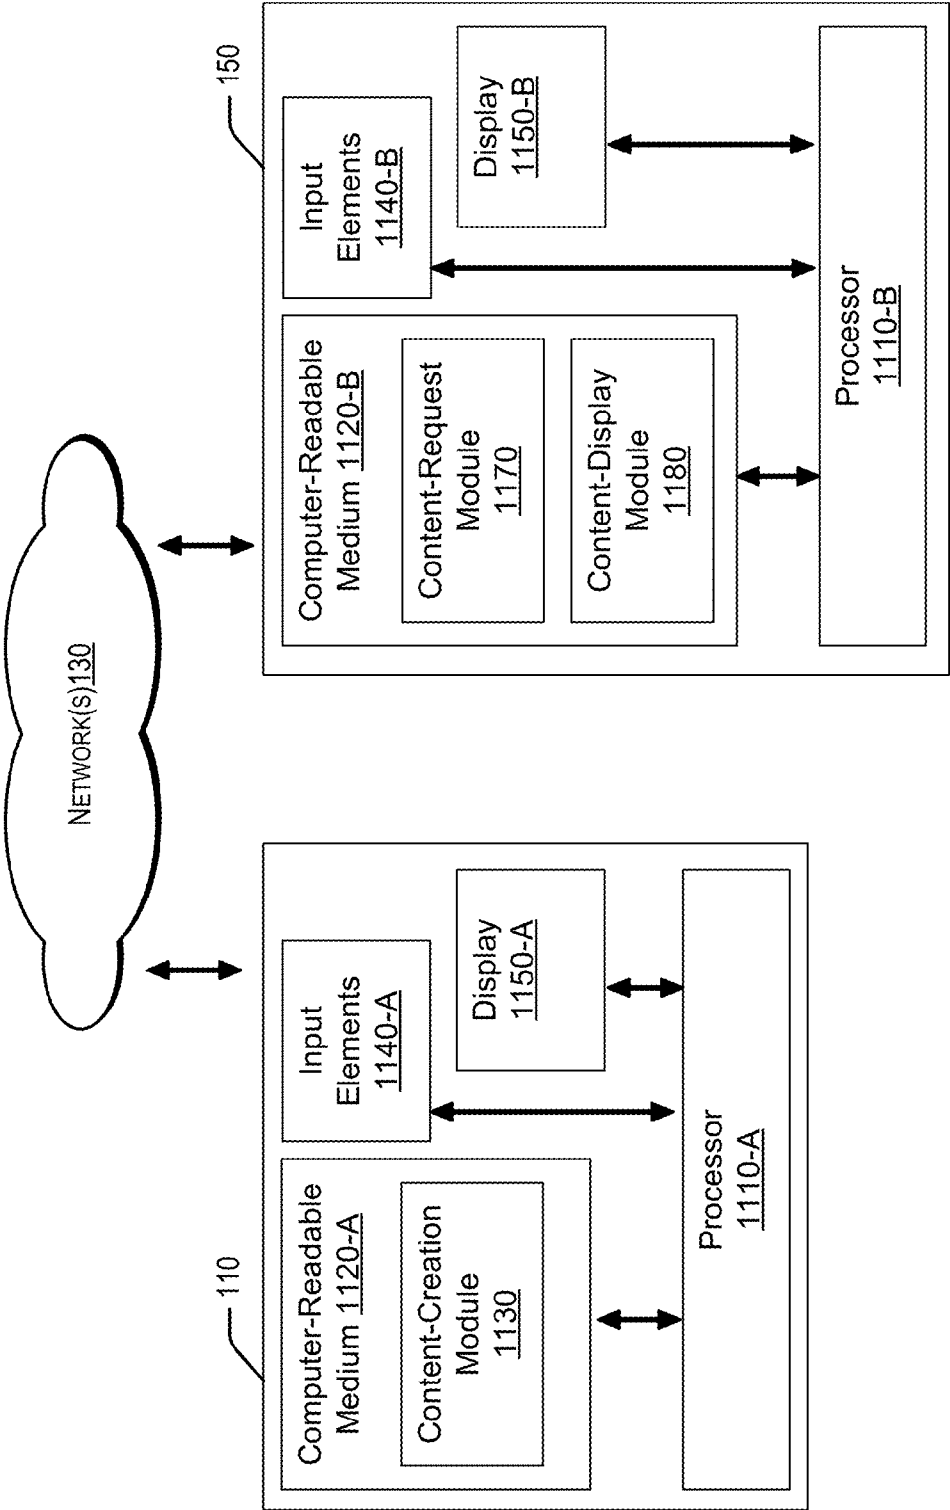 NETWORK(S)130
110
Computer-Readable
Medium 1120-A
Content-Creation
Module
1130
Input
Elements
1140-A
Display
1150-A
Processor
1110-A
150
Computer-Readable
Medium 1120-B
Content-Request
Module
1170
Content-Display
Module
1180
Input
Elements
1140-B
Display
1150-B
Processor
1110-B